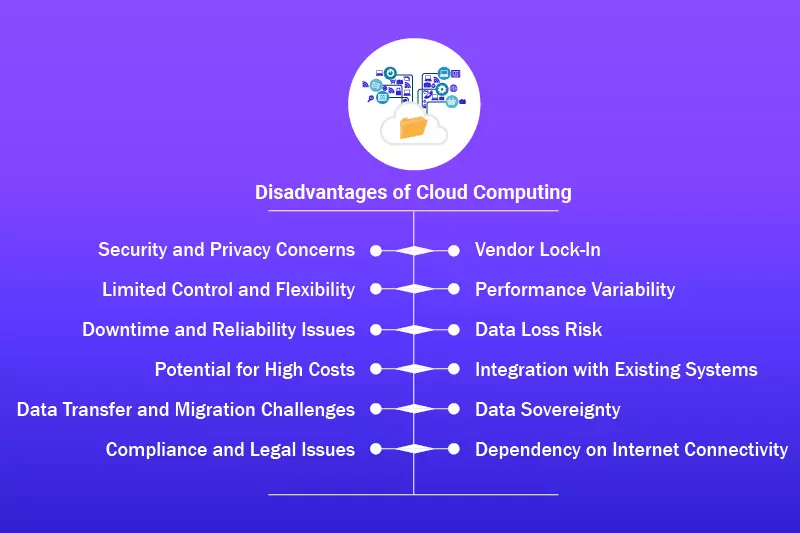 Disadvantages of Cloud Computing
Security and Privacy Concerns
Vendor Lock-In
Limited Control and Flexibility
Performance Variability
Downtime and Reliability Issues
Data Loss Risk
Potential for High Costs
Integration with Existing Systems
Data Transfer and Migration Challenges
Data Sovereignty
Compliance and Legal Issues
Dependency on Internet Connectivity